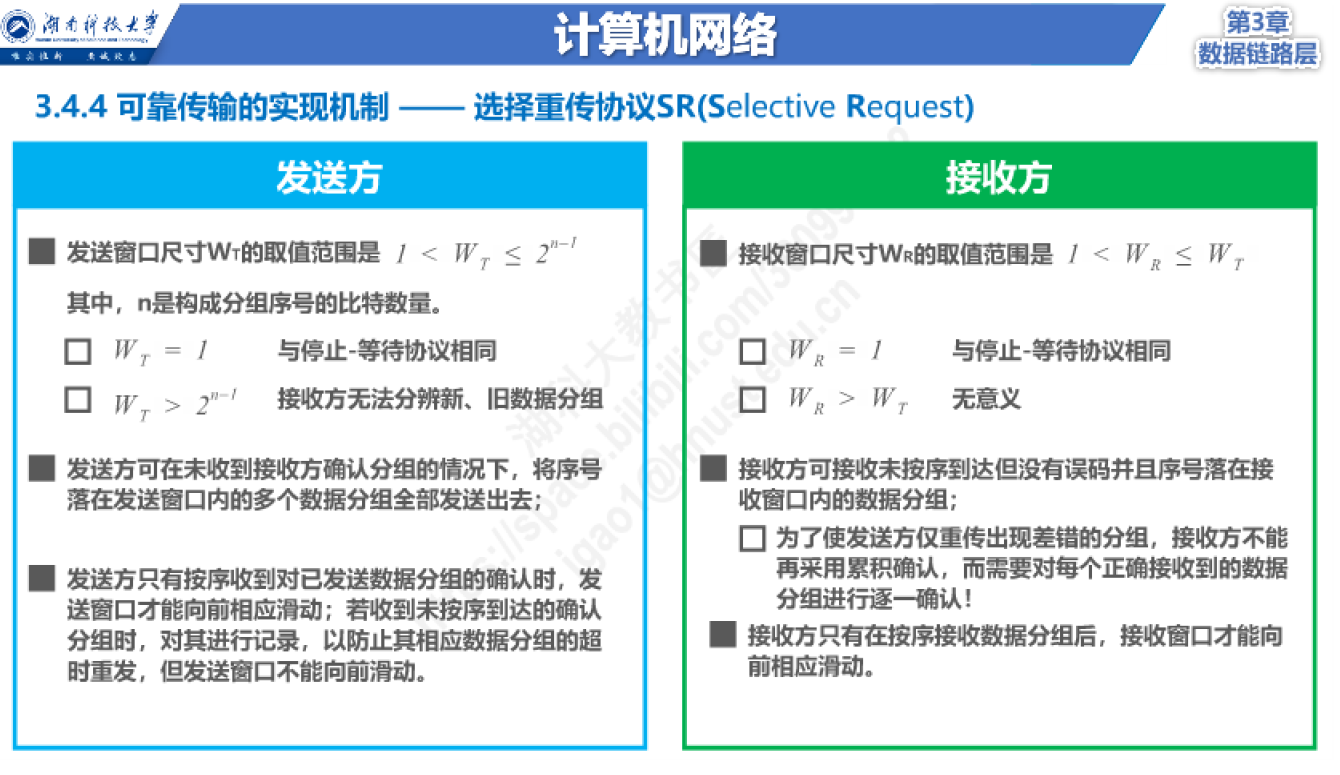 湖南科技大学
唯实惟新 至诚致志
计算机网络
第3章
数据链路层
3.4.4 可靠传输的实现机制 —— 选择重传协议SR(Selective Request)
发送方
发送窗口尺寸WT的取值范围是 1 < W_T ≤ 2^{n-1}
其中，n是构成分组序号的比特数量。
W_T = 1 与停止-等待协议相同
W_T > 2^{n-1} 接收方无法分辨新、旧数据分组
发送方可在未收到接收方确认分组的情况下，将序号
落在发送窗口内的多个数据分组全部发送出去；
发送方只有按序收到对已发送数据分组的确认时，发
送窗口才能向前相应滑动；若收到未按序到达的确认
分组时，对其进行记录，以防止其相应数据分组的超
时重发，但发送窗口不能向前滑动。
接收方
接收窗口尺寸WR的取值范围是 1 < W_R ≤ W_T
W_R = 1 与停止-等待协议相同
W_R > W_T 无意义
接收方可接收未按序到达但没有误码并且序号落在接
收窗口内的数据分组；
为了使发送方仅重传出现差错的分组，接收方不能
再采用累积确认，而需要对每个正确接收到的数据
分组进行逐一确认！
接收方只有在按序接收数据分组后，接收窗口才能向
前相应滑动。
湖科大教书匠